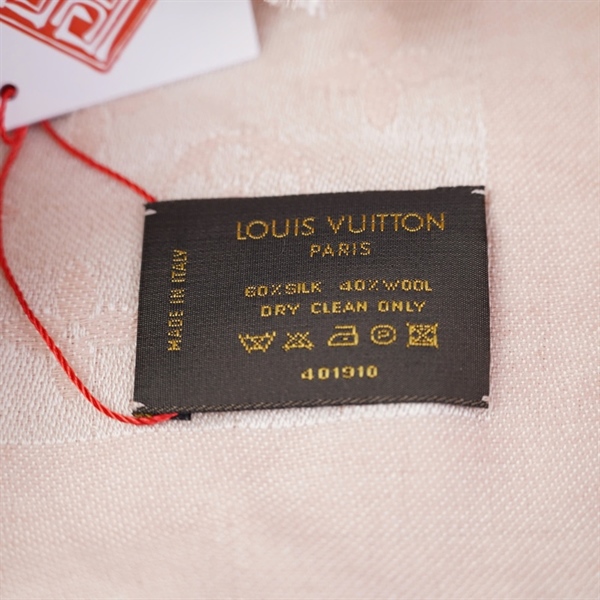 LOUIS VUITTON
PARIS
60% SILK 40% WOOL
DRY CLEAN ONLY
401910
MADE IN ITALY